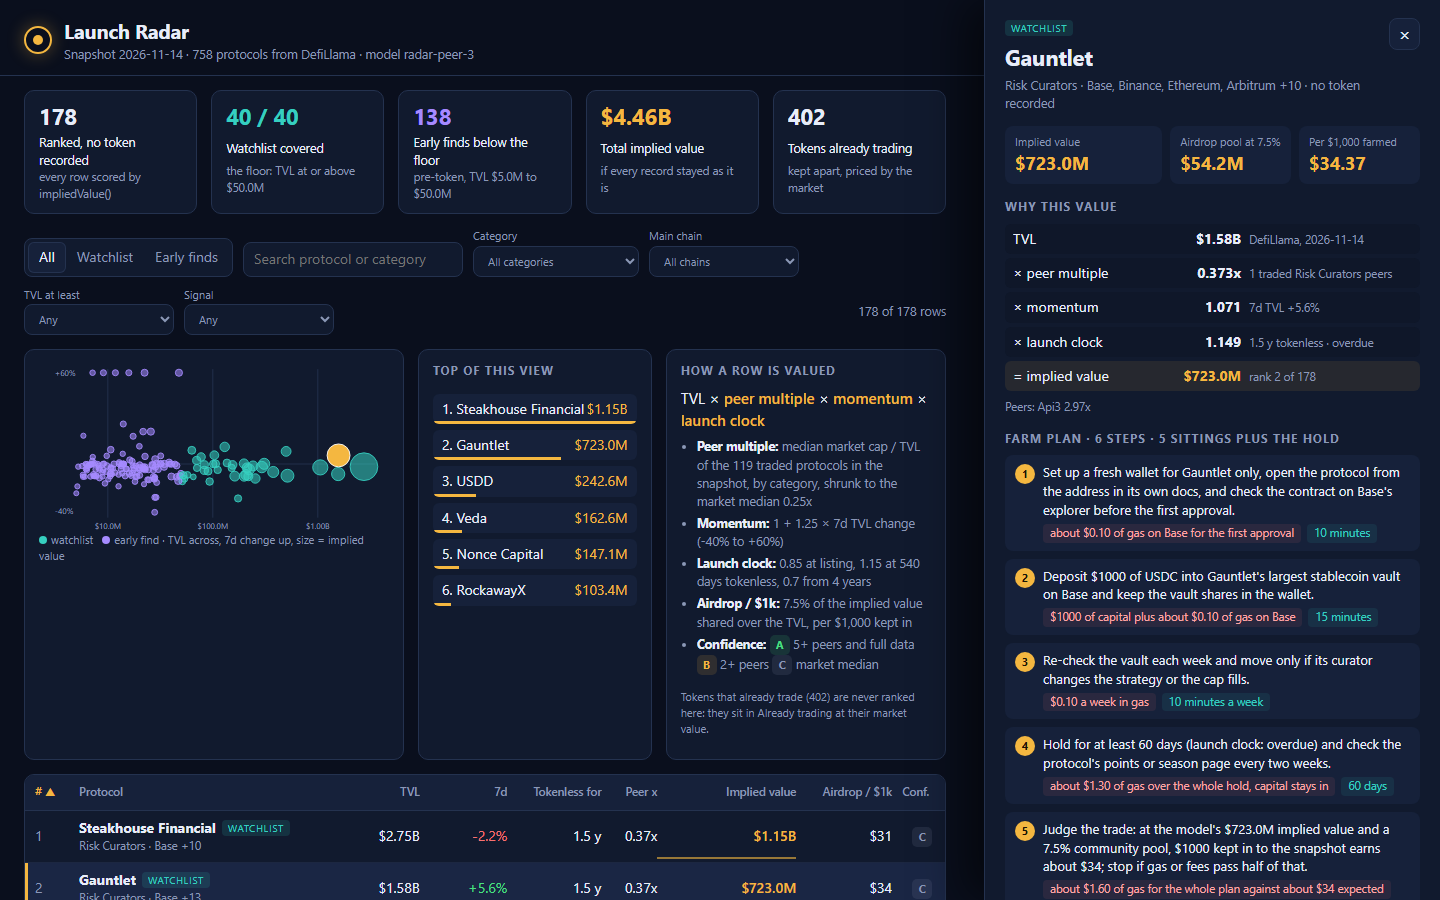 Launch Radar
Snapshot 2026-11-14 · 758 protocols from DefiLlama · model radar-peer-3
178
Ranked, no token
recorded
every row scored by
impliedValue()
40 / 40
Watchlist covered
the floor: TVL at or above
$50.0M
138
Early finds below the
floor
pre-token, TVL $5.0M to
$50.0M
$4.46B
Total implied value
if every record stayed as it
is
402
Tokens already trading
kept apart, priced by the
market
All
Watchlist
Early finds
Search protocol or category
Category
All categories
Main chain
All chains
TVL at least
Any
Signal
Any
178 of 178 rows
+60%
-40%
$10.0M
$100.0M
$1.00B
watchlist early find · TVL across, 7d change up, size = implied
value
TOP OF THIS VIEW
1. Steakhouse Financial $1.15B
2. Gauntlet $723.0M
3. USDD $242.6M
4. Veda $162.6M
5. Nonce Capital $147.1M
6. RockawayX $103.4M
HOW A ROW IS VALUED
TVL × peer multiple × momentum ×
launch clock
• Peer multiple: median market cap / TVL
of the 119 traded protocols in the
snapshot, by category, shrunk to the
market median 0.25x
• Momentum: 1 + 1.25 × 7d TVL change
(-40% to +60%)
• Launch clock: 0.85 at listing, 1.15 at 540
days tokenless, 0.7 from 4 years
• Airdrop / $1k: 7.5% of the implied value
shared over the TVL, per $1,000 kept in
• Confidence: A 5+ peers and full data
B 2+ peers C market median
Tokens that already trade (402) are never ranked
here: they sit in Already trading at their market
value.
# ▲ Protocol TVL 7d Tokenless for Peer x Implied value Airdrop / $1k Conf.
1 Steakhouse Financial WATCHLIST $2.75B -2.2% 1.5 y 0.37x $1.15B $31 C
Risk Curators · Base +10
2 Gauntlet WATCHLIST $1.58B +5.6% 1.5 y 0.37x $723.0M $34 C
Risk Curators · Base +13
WATCHLIST
×
Gauntlet
Risk Curators · Base, Binance, Ethereum, Arbitrum +10 · no token
recorded
Implied value
$723.0M
Airdrop pool at 7.5%
$54.2M
Per $1,000 farmed
$34.37
WHY THIS VALUE
TVL $1.58B DefiLlama, 2026-11-14
× peer multiple 0.373x 1 traded Risk Curators peers
× momentum 1.071 7d TVL +5.6%
× launch clock 1.149 1.5 y tokenless · overdue
= implied value $723.0M rank 2 of 178
Peers: Api3 2.97x
FARM PLAN · 6 STEPS · 5 SITTINGS PLUS THE HOLD
1 Set up a fresh wallet for Gauntlet only, open the protocol from
the address in its own docs, and check the contract on Base's
explorer before the first approval.
about $0.10 of gas on Base for the first approval 10 minutes
2 Deposit $1000 of USDC into Gauntlet's largest stablecoin vault
on Base and keep the vault shares in the wallet.
$1000 of capital plus about $0.10 of gas on Base 15 minutes
3 Re-check the vault each week and move only if its curator
changes the strategy or the cap fills.
$0.10 a week in gas 10 minutes a week
4 Hold for at least 60 days (launch clock: overdue) and check the
protocol's points or season page every two weeks.
about $1.30 of gas over the whole hold, capital stays in 60 days
5 Judge the trade: at the model's $723.0M implied value and a
7.5% community pool, $1000 kept in to the snapshot earns
about $34; stop if gas or fees pass half of that.
about $1.60 of gas for the whole plan against about $34 expected